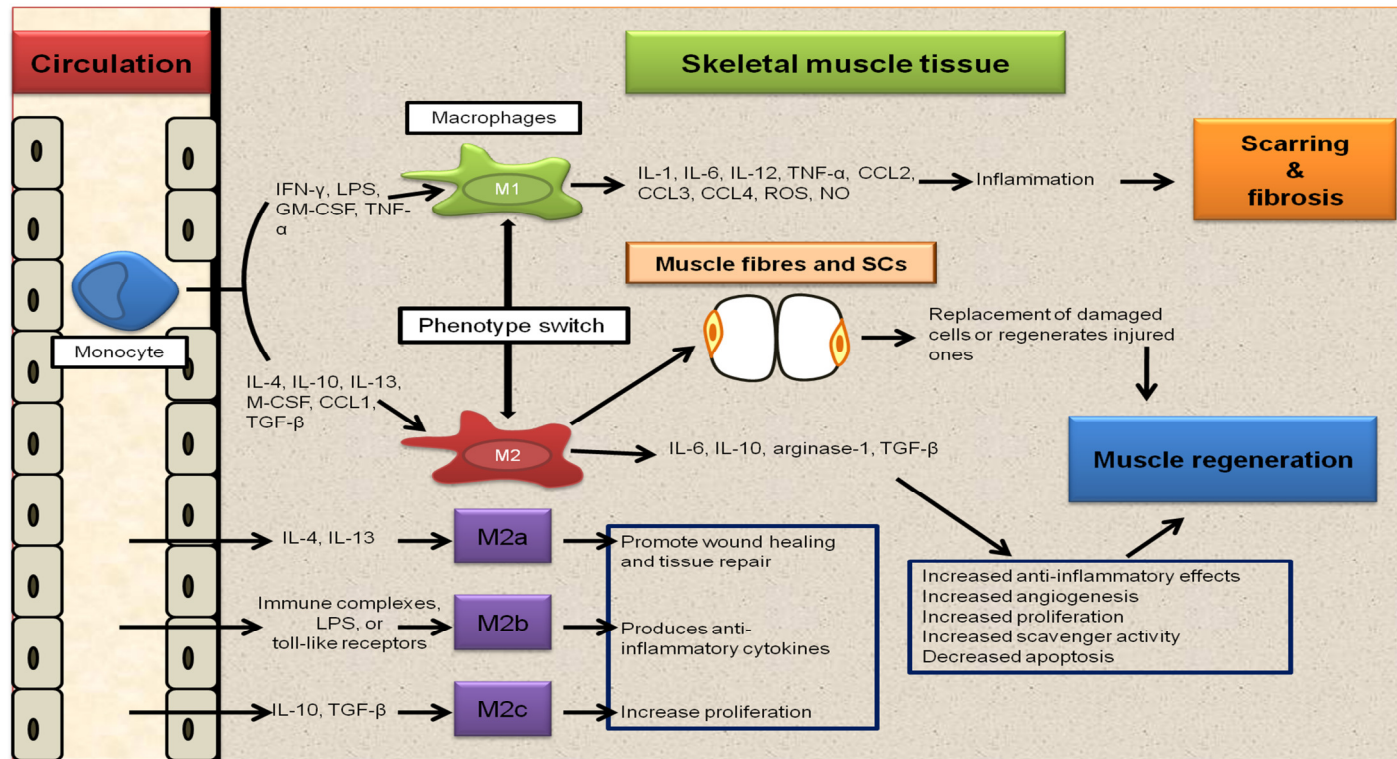 Circulation
Skeletal muscle tissue
Macrophages
M1
IFN-γ, LPS,
GM-CSF, TNF-
α
IL-1, IL-6, IL-12, TNF-α, CCL2,
CCL3, CCL4, ROS, NO
Inflammation
Scarring
&
fibrosis
Monocyte
Phenotype switch
Muscle fibres and SCs
Replacement of damaged
cells or regenerates injured
ones
IL-4, IL-10, IL-13,
M-CSF, CCL1,
TGF-β
M2
IL-6, IL-10, arginase-1, TGF-β
Muscle regeneration
IL-4, IL-13
M2a
Promote wound healing
and tissue repair
Immune complexes,
LPS, or
toll-like receptors
M2b
Produces anti-
inflammatory cytokines
IL-10, TGF-β
M2c
Increase proliferation
Increased anti-inflammatory effects
Increased angiogenesis
Increased proliferation
Increased scavenger activity
Decreased apoptosis